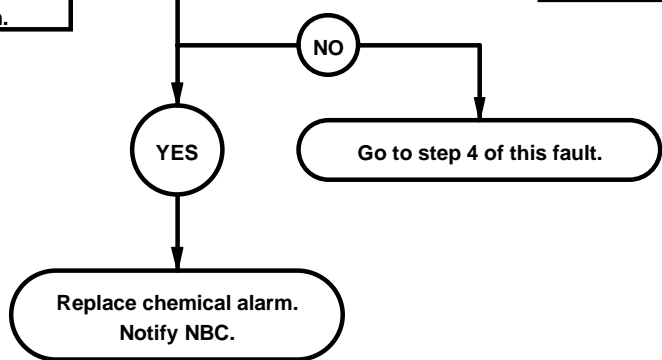 n.
NO
YES
Go to step 4 of this fault.
Replace chemical alarm.
Notify NBC.